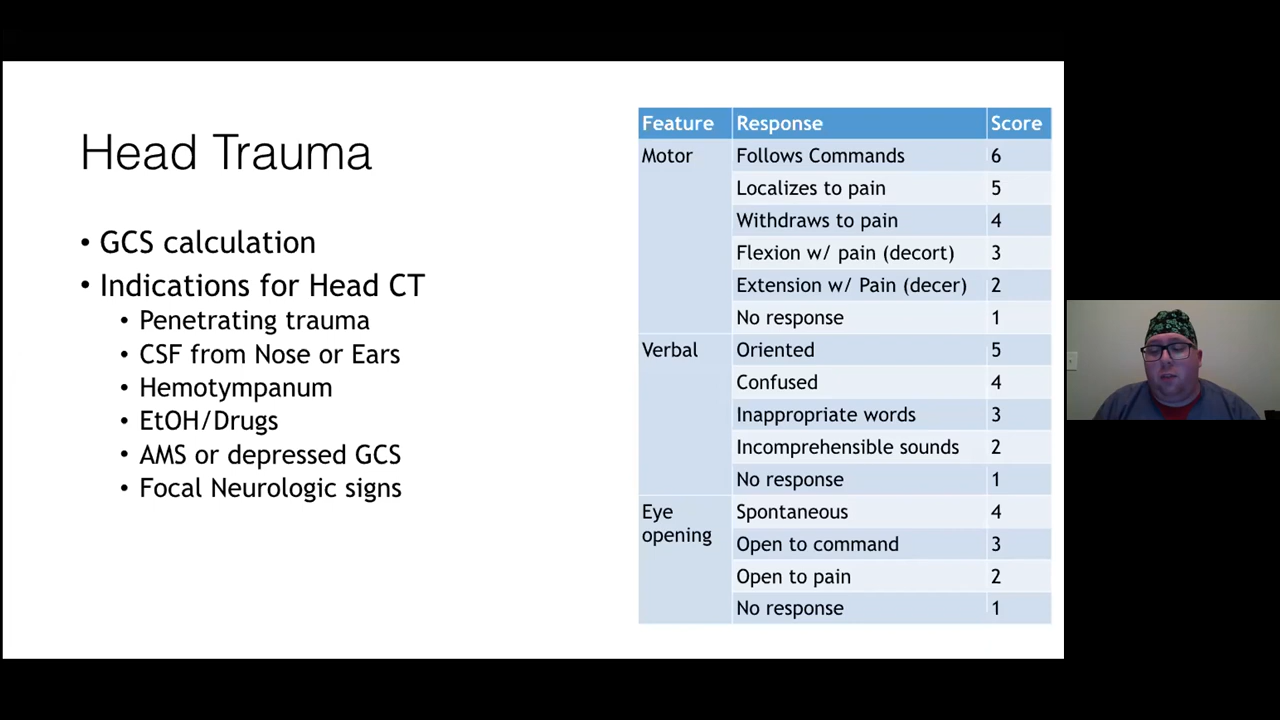 Head Trauma
• GCS calculation
• Indications for Head CT
• Penetrating trauma
• CSF from Nose or Ears
• Hemotympanum
• EtOH/Drugs
• AMS or depressed GCS
• Focal Neurologic signs
Feature Response Score
Motor Follows Commands 6
Localizes to pain 5
Withdraws to pain 4
Flexion w/ pain (decort) 3
Extension w/ Pain (decer) 2
No response 1
Verbal Oriented 5
Confused 4
Inappropriate words 3
Incomprehensible sounds 2
No response 1
Eye opening Spontaneous 4
Open to command 3
Open to pain 2
No response 1